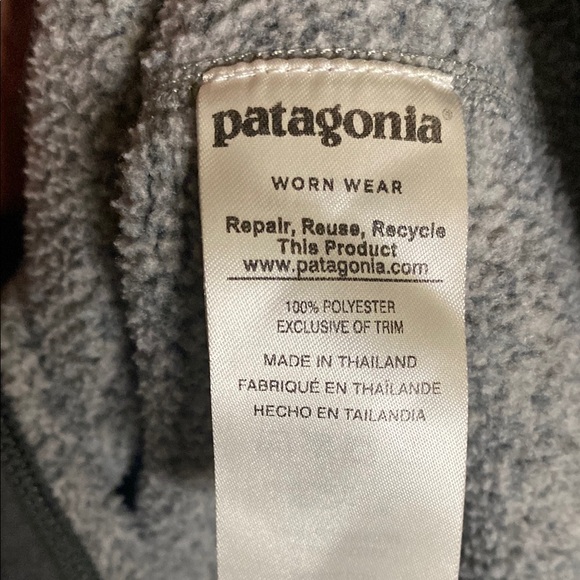 patagonia®
WORN WEAR
Repair, Reuse, Recycle
This Product
www.patagonia.com
100% POLYESTER
EXCLUSIVE OF TRIM
MADE IN THAILAND
FABRIQUÉ EN THAÏLANDE
HECHO EN TAILANDIA